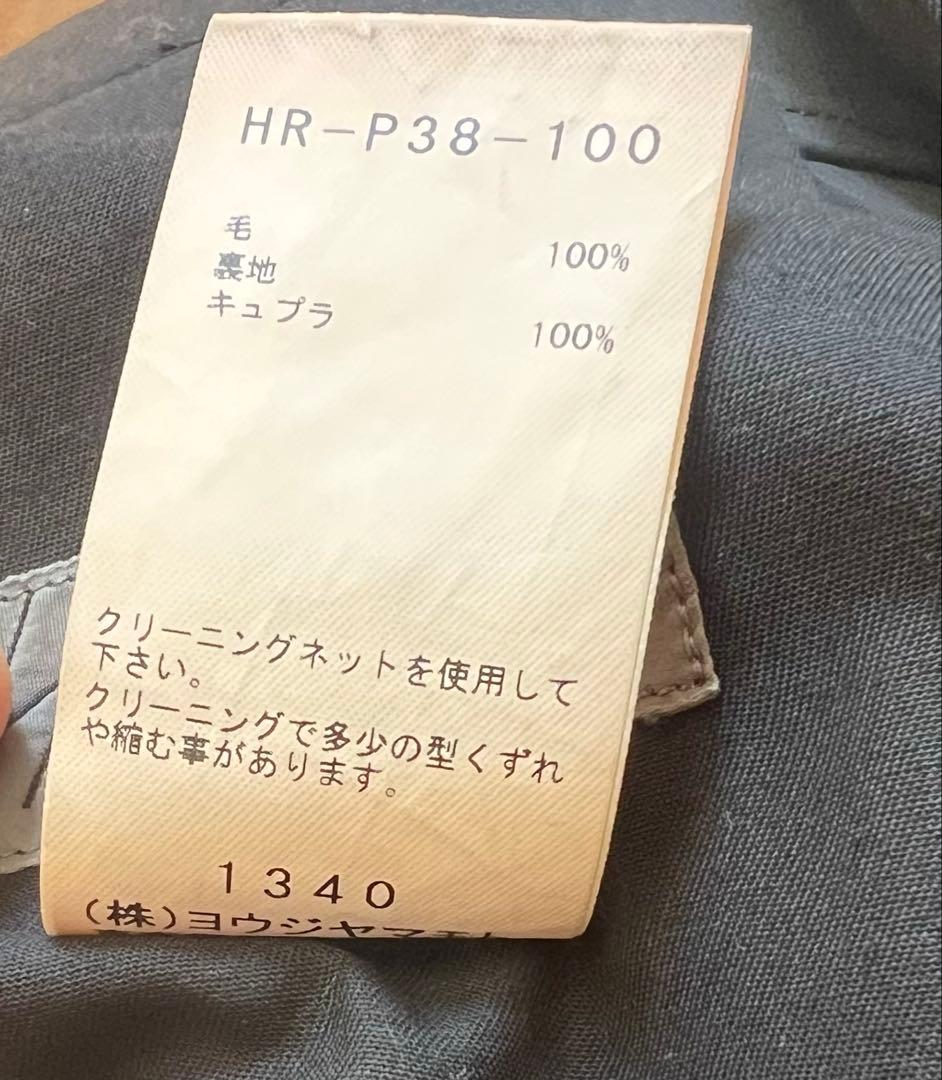 HR-P38-100
毛 100%
裏地
キュプラ 100%
クリーニングネットを使用して
下さい。
クリーニングで多少の型くずれ
や縮む事があります。
1340
(株)ヨウジヤマモト